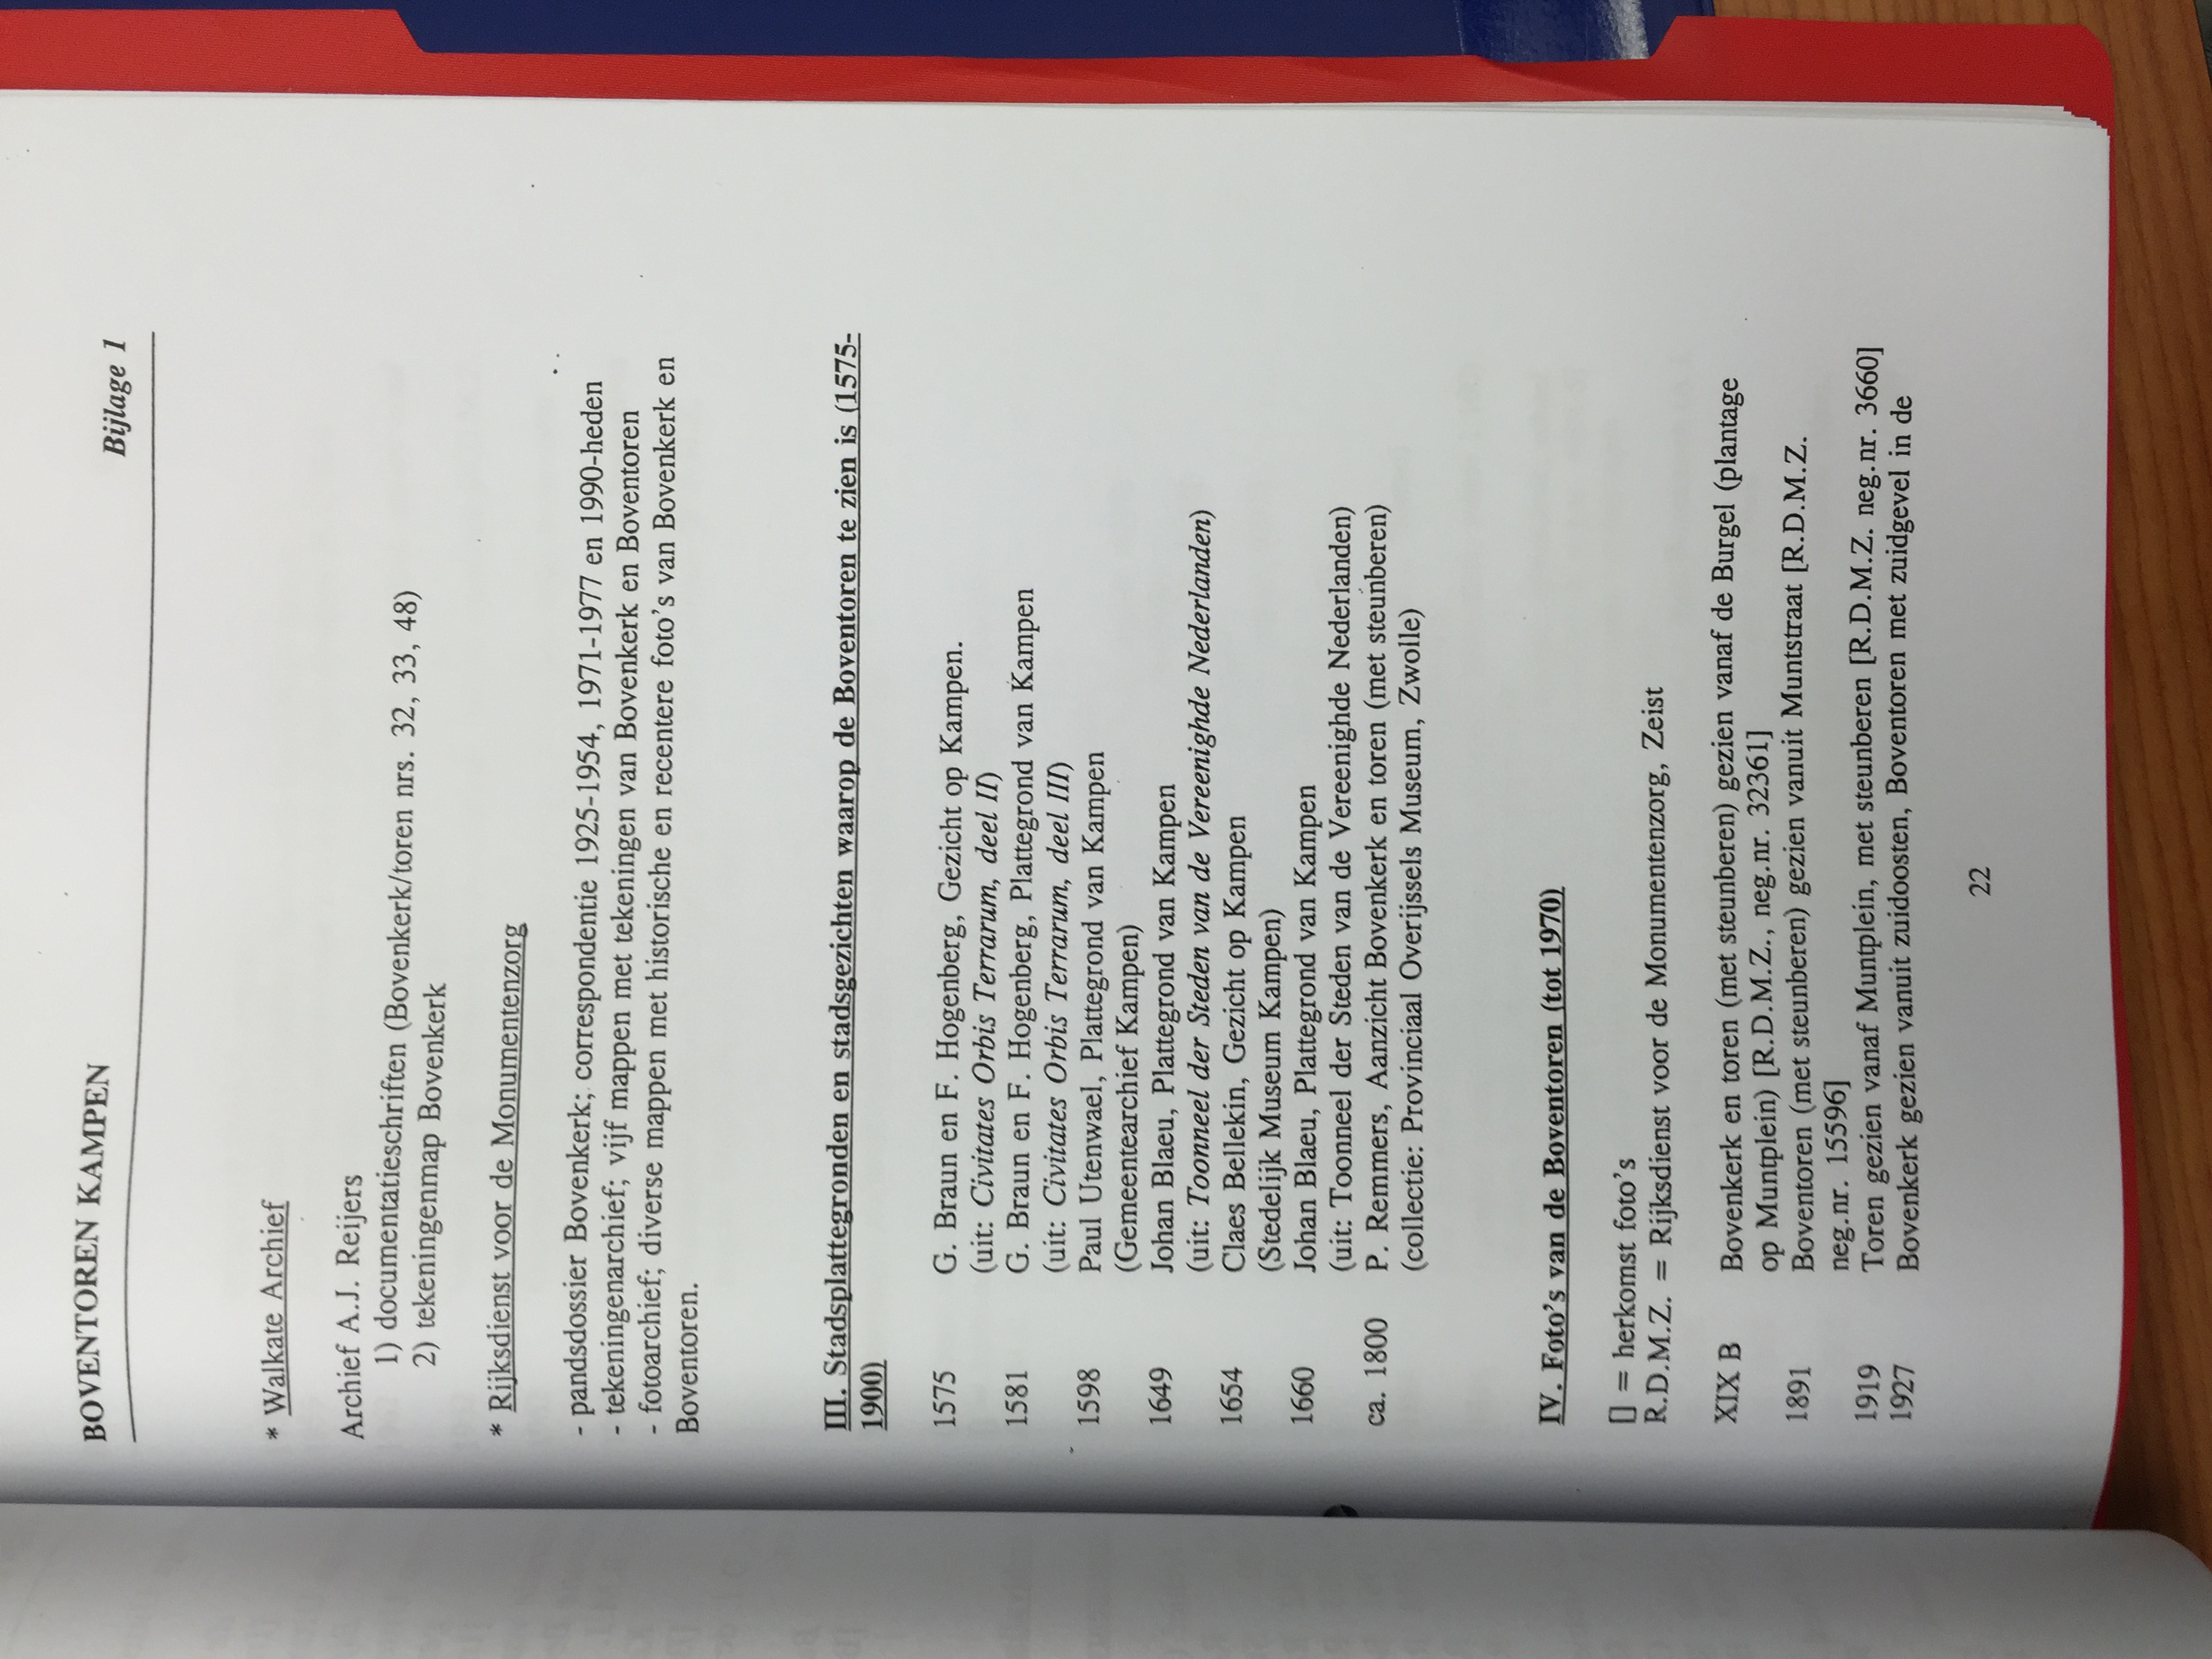 BOVENTOREN KAMPEN Bijlage 1
* Walkate Archief
Archief A.J. Reijers
1) documentatieschriften (Bovenkerk/toren nrs. 32, 33, 48)
2) tekeningenmap Bovenkerk
* Rijksdienst voor de Monumentenzorg
- pandsdossier Bovenkerk; correspondentie 1925-1954, 1971-1977 en 1990-heden
- tekeningenarchief; vijf mappen met tekeningen van Bovenkerk en Boventoren
- fotoarchief; diverse mappen met historische en recentere foto's van Bovenkerk en
Boventoren.
III. Stadsplattegronden en stadsgezichten waarop de Boventoren te zien is (1575-
1900)
1575 G. Braun en F. Hogenberg, Gezicht op Kampen.
(uit: Civitates Orbis Terrarum, deel II)
1581 G. Braun en F. Hogenberg, Plattegrond van Kampen
(uit: Civitates Orbis Terrarum, deel III)
1598 Paul Utenwael, Plattegrond van Kampen
(Gemeentearchief Kampen)
1649 Johan Blaeu, Plattegrond van Kampen
(uit: Toonneel der Steden van de Vereenighde Nederlanden)
1654 Claes Bellekin, Gezicht op Kampen
(Stedelijk Museum Kampen)
1660 Johan Blaeu, Plattegrond van Kampen
(uit: Toonneel der Steden van de Vereenighde Nederlanden)
ca. 1800 P. Remmers, Aanzicht Bovenkerk en toren (met steunberen)
(collectie: Provinciaal Overijssels Museum, Zwolle)
IV. Foto's van de Boventoren (tot 1970)
[] = herkomst foto's
R.D.M.Z. = Rijksdienst voor de Monumentenzorg, Zeist
XIX B Bovenkerk en toren (met steunberen) gezien vanaf de Burgel (plantage
op Muntplein) [R.D.M.Z., neg.nr. 32361]
1891 Boventoren (met steunberen) gezien vanuit Muntstraat [R.D.M.Z.
neg.nr. 15596]
1919 Toren gezien vanaf Muntplein, met steunberen [R.D.M.Z. neg.nr. 3660]
1927 Bovenkerk gezien vanuit zuidoosten, Boventoren met zuidgevel in de
22